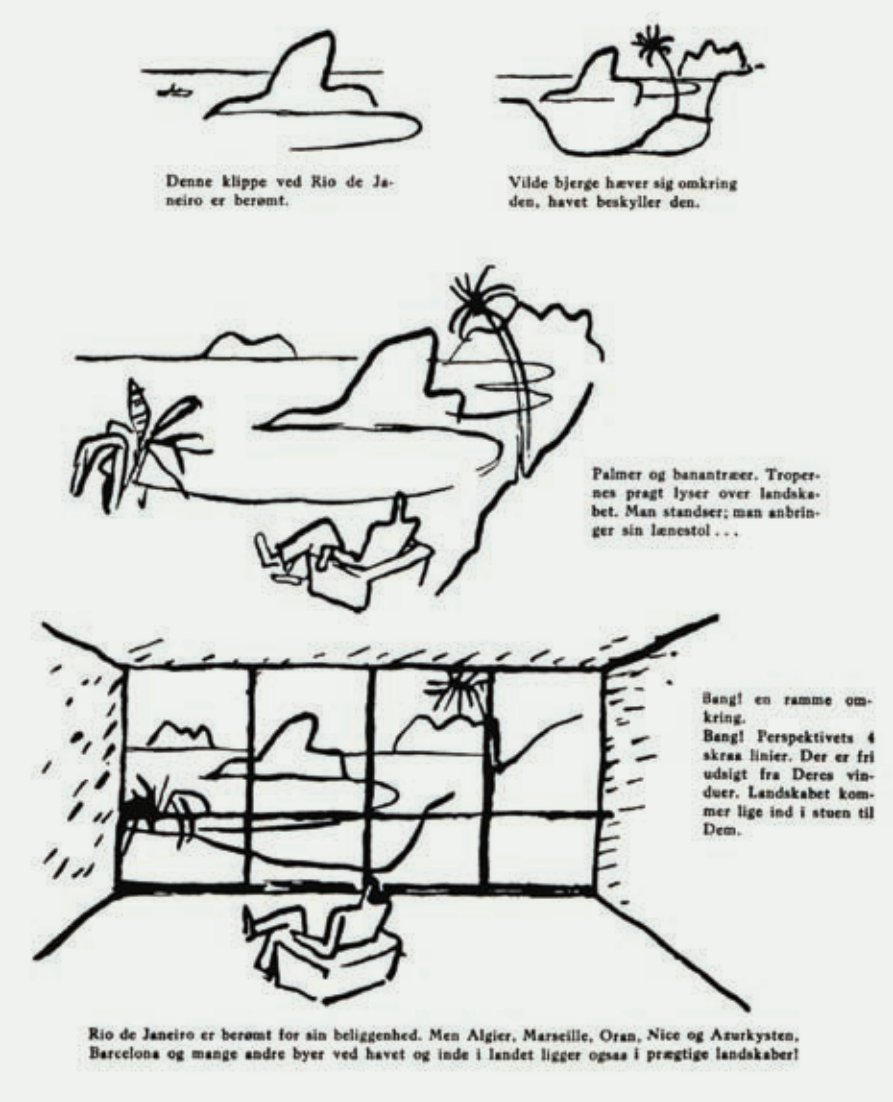 Denne klippe ved Rio de Ja-
neiro er berømt.
Vilde bjerge hæver sig omkring
den, havet beskyller den.
Palmer og banantræer. Troper-
nes pragt lyser over landska-
bet. Man standser; man anbrin-
ger sin lænestol . . .
Bang! en ramme om-
kring.
Bang! Perspektivets 4
skraa linier. Der er fri
udsigt fra Deres vin-
duer. Landskabet kom-
mer lige ind i stuen til
Dem.
Rio de Janeiro er berømt for sin beliggenhed. Men Algier, Marseille, Oran, Nice og Azurkysten,
Barcelona og mange andre byer ved havet og inde i landet ligger ogsaa i prægtige landskaber!